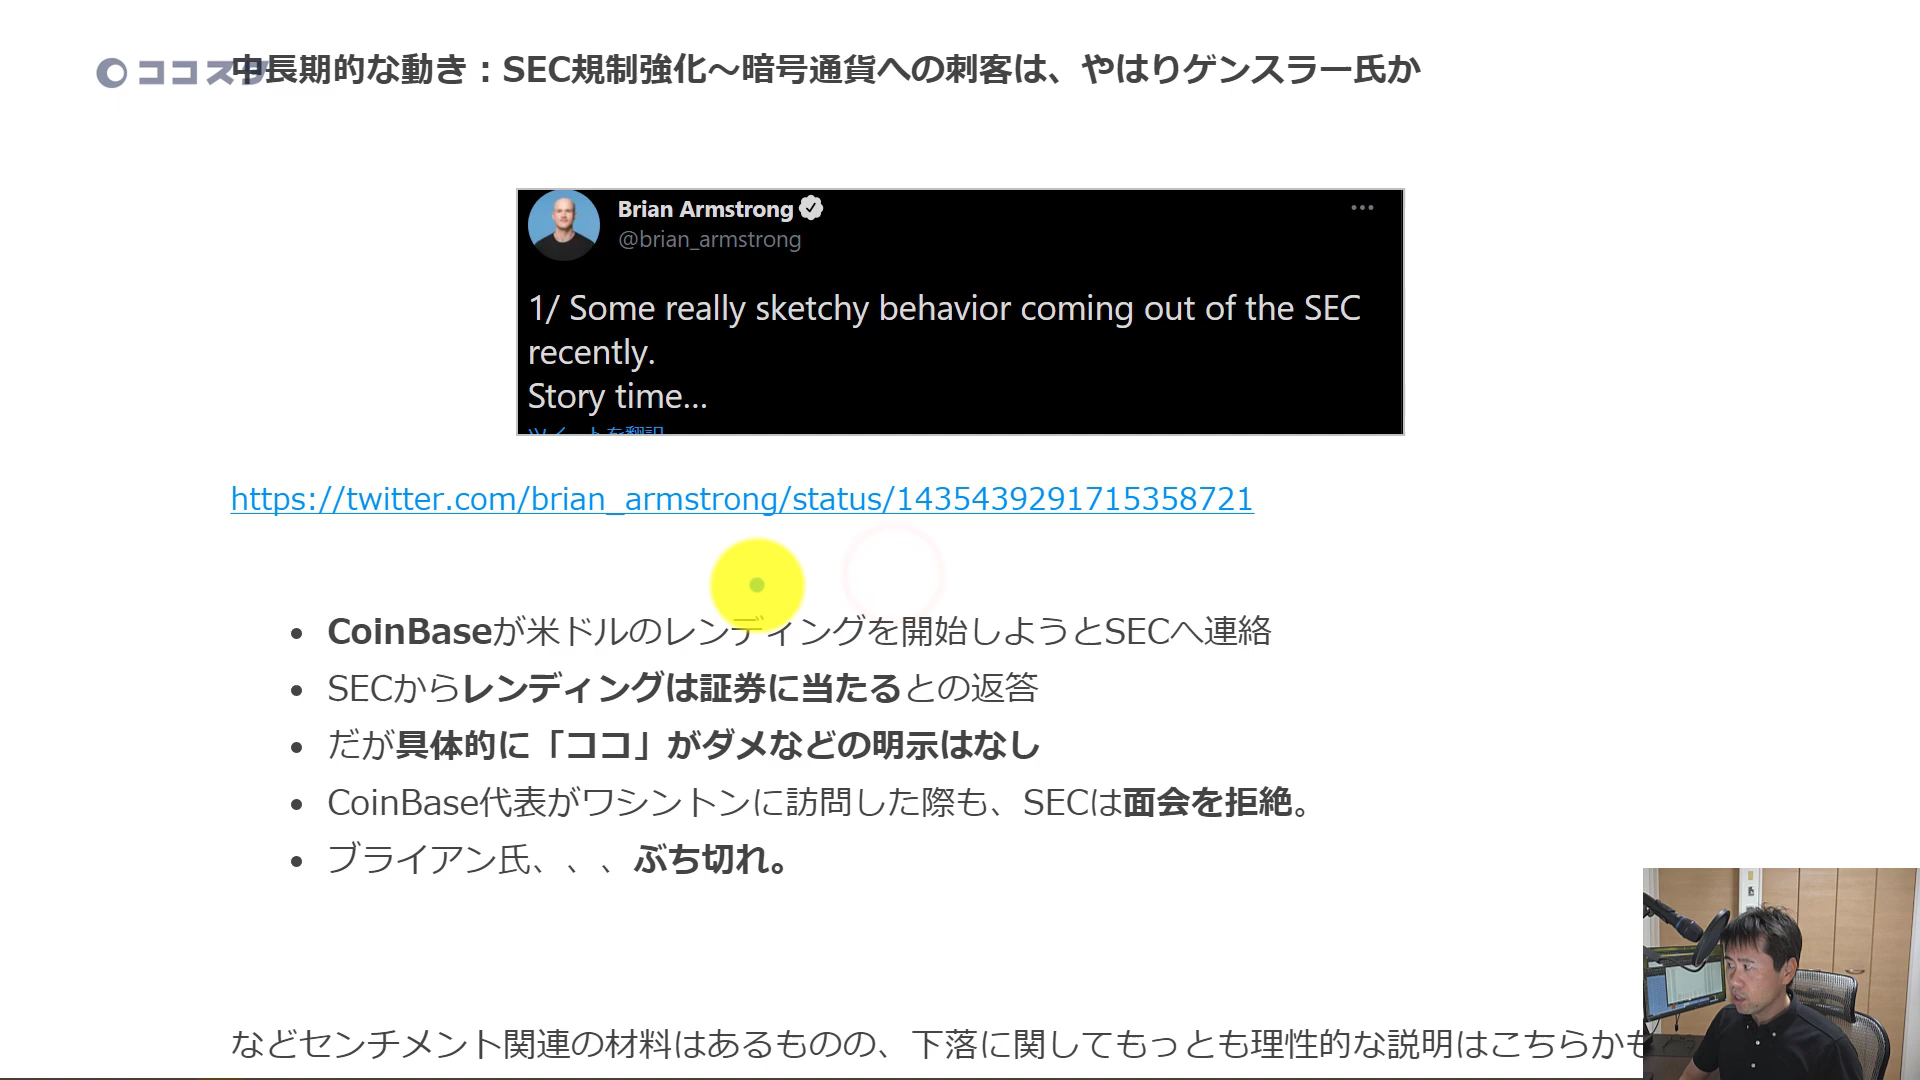 ココスタ
中長期的な動き：SEC規制強化～暗号通貨への刺客は、やはりゲンスラー氏か
Brian Armstrong
@brian_armstrong
1/ Some really sketchy behavior coming out of the SEC
recently.
Story time...
ツイートを翻訳
https://twitter.com/brian_armstrong/status/1435439291715358721
CoinBaseが米ドルのレンディングを開始しようとSECへ連絡
SECからレンディングは証券に当たるとの返答
だが具体的に「ココ」がダメなどの明示はなし
CoinBase代表がワシントンに訪問した際も、SECは面会を拒絶。
ブライアン氏、、、ぶち切れ。
などセンチメント関連の材料はあるものの、下落に関してもっとも理性的な説明はこちらかも